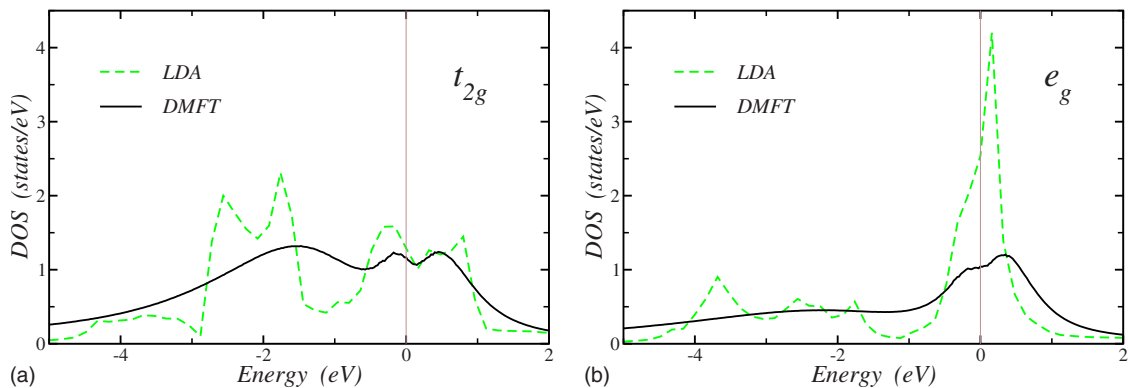 DOS (states/eV)
4
3
2
1
0
LDA
DMFT
t2g
-4
-2
0
2
Energy (eV)
(a)
DOS (states/eV)
4
3
2
1
0
LDA
DMFT
eg
-4
-2
0
2
Energy (eV)
(b)